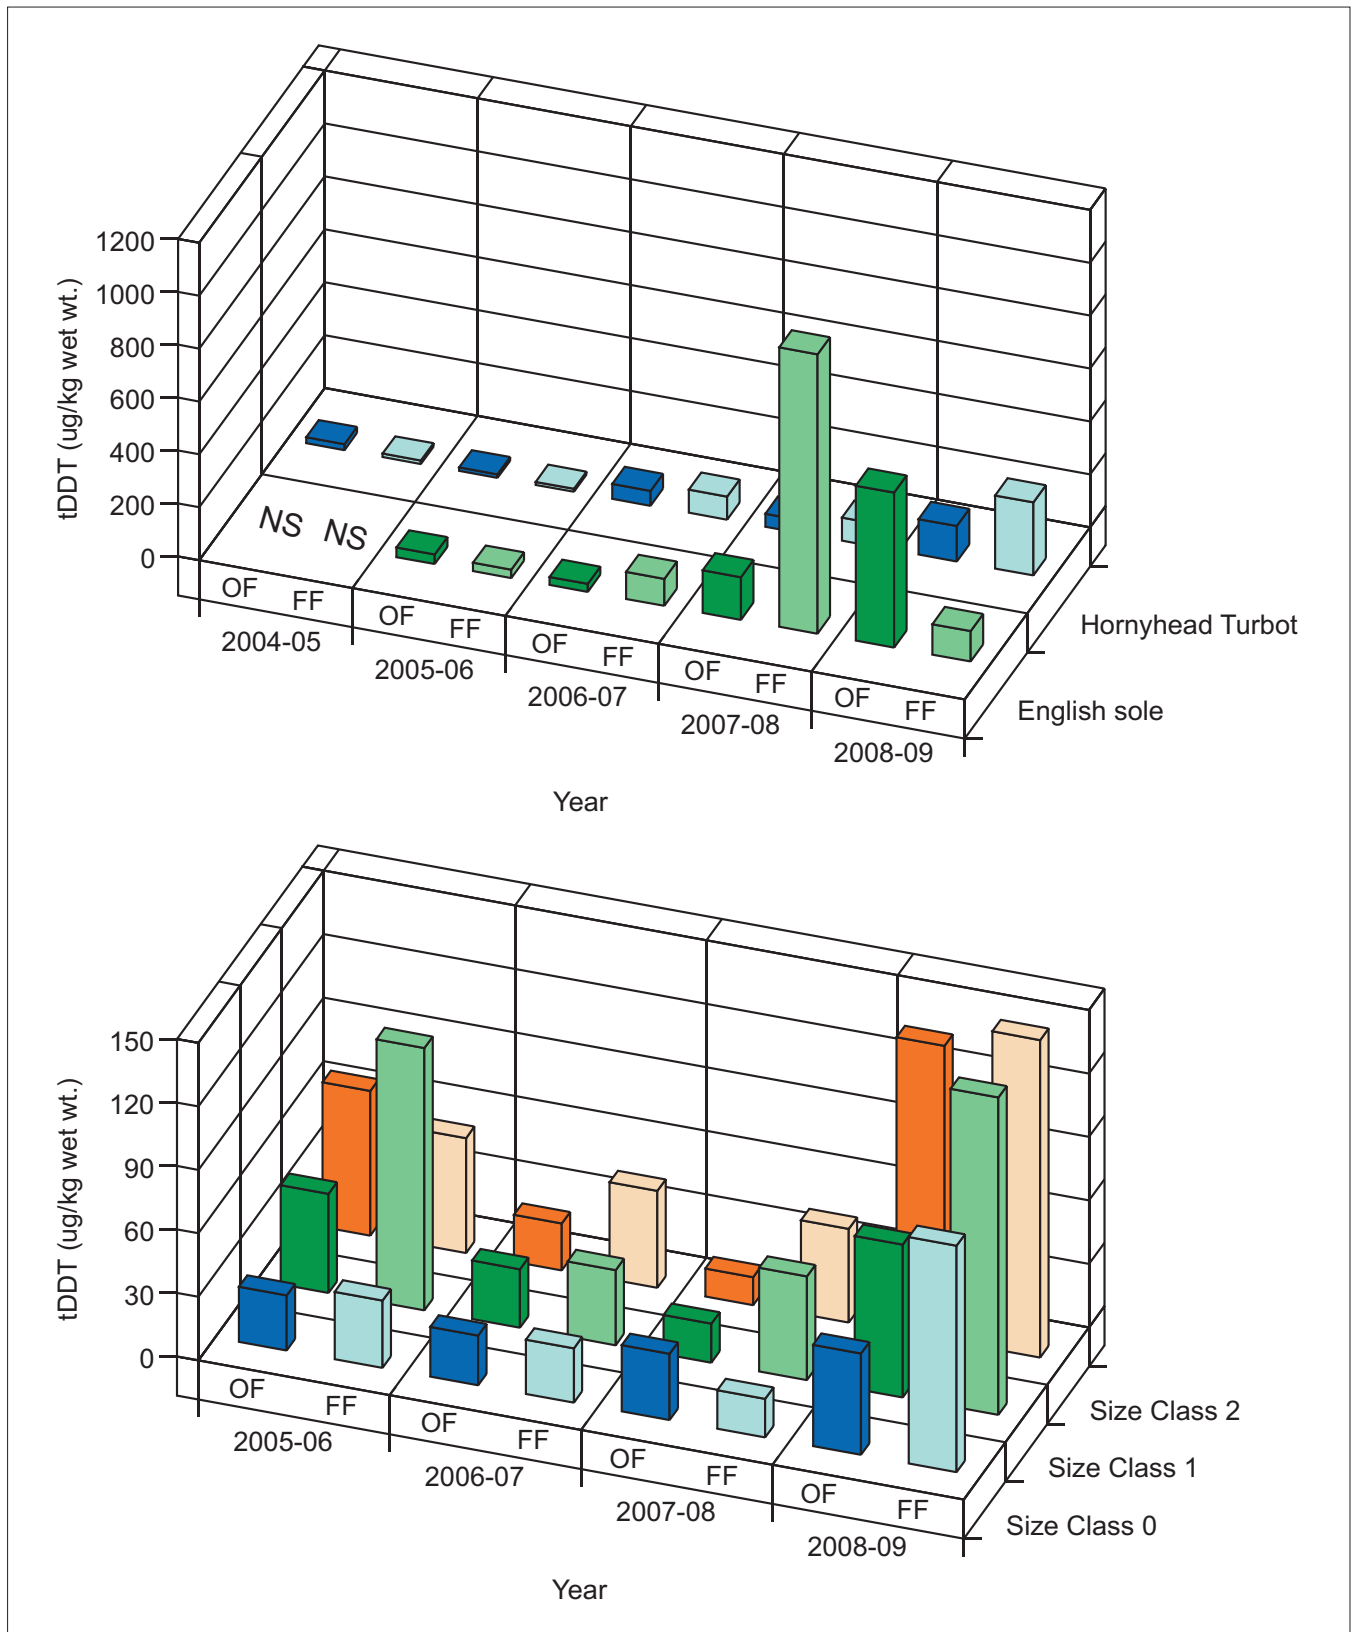 1200
1000
800
600
400
200
0
tDDT (ug/kg wet wt.)
NS NS
OF FF OF FF OF FF OF FF OF FF
2004-05
2005-06
2006-07
2007-08
2008-09
Hornyhead Turbot
English sole
Year
150
120
90
60
30
0
tDDT (ug/kg wet wt.)
OF FF OF FF OF FF OF FF
2005-06
2006-07
2007-08
2008-09
Size Class 2
Size Class 1
Size Class 0
Year